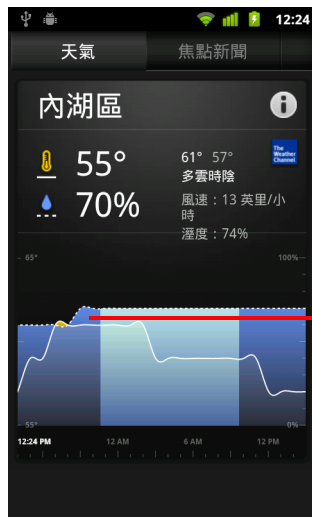 12:24
天氣
焦點新聞
內湖區
The
Weather
Channel
55°
61° 57°
多雲時陰
70%
風速：13 英里/小
時
溼度：74%
65°
100%
55°
0%
12:24 PM
12 AM
6 AM
12 PM